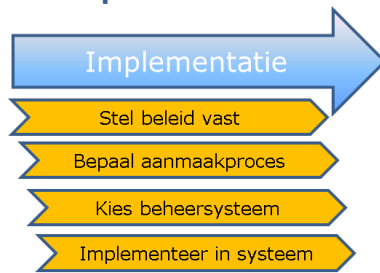 Implementatie
Stel beleid vast
Bepaal aanmaakproces
Kies beheersysteem
Implementeer in systeem